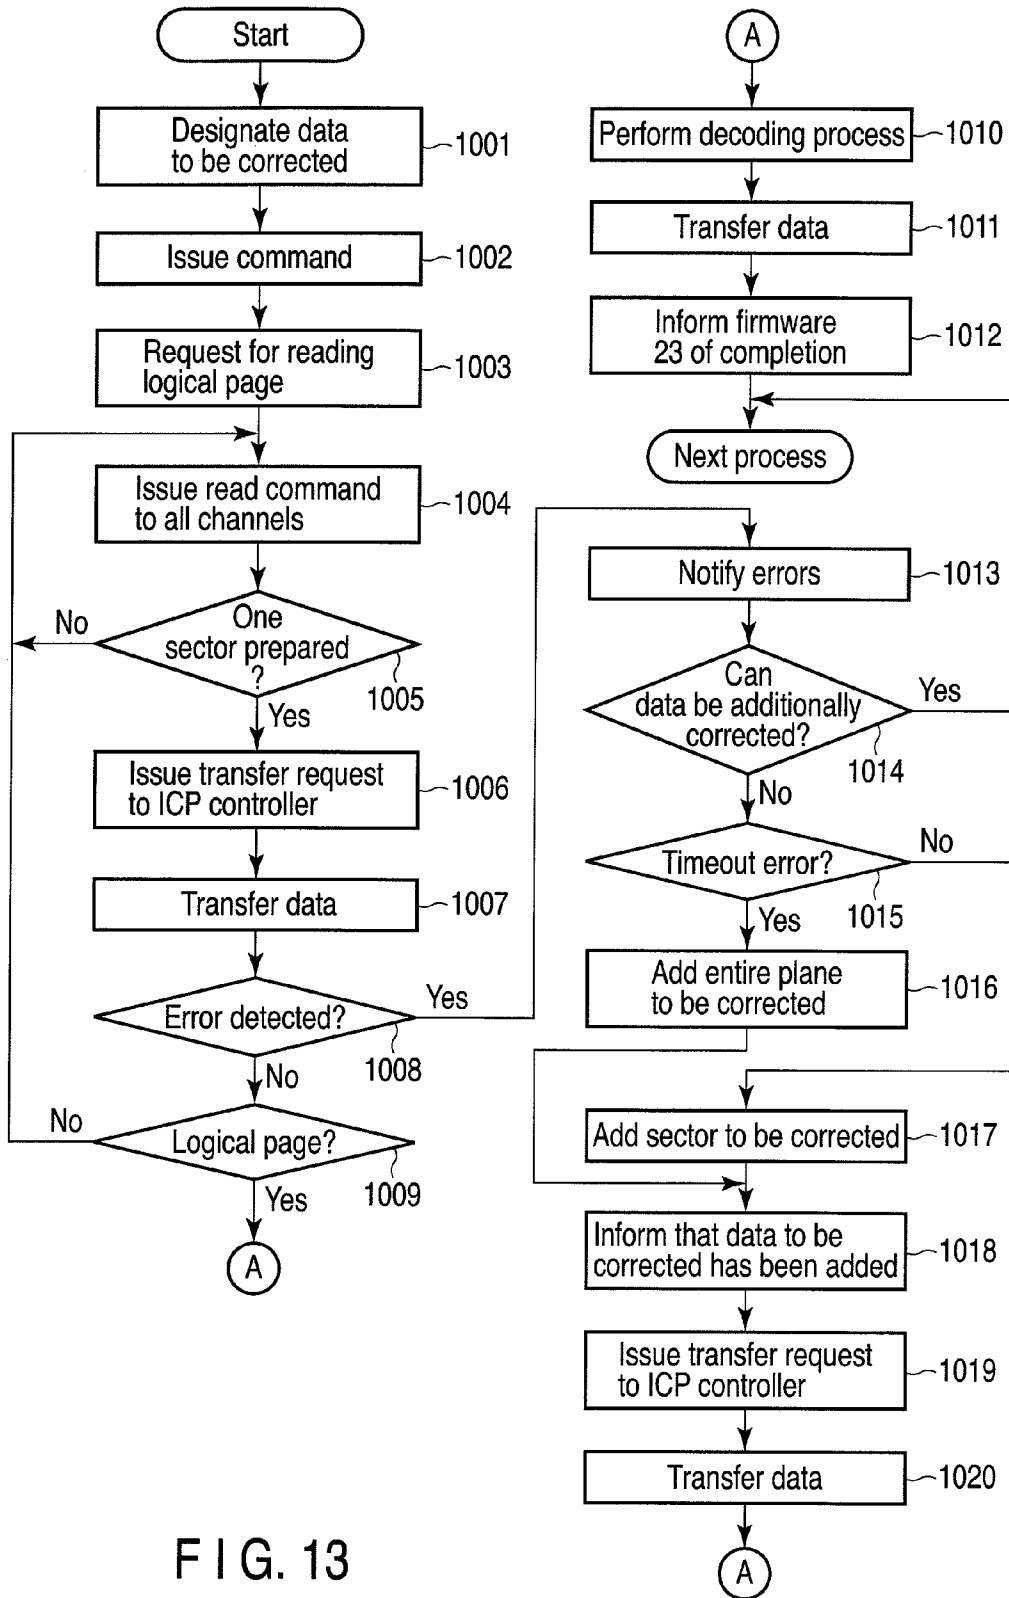 Start
Designate data
to be corrected
1001
Issue command
1002
Request for reading
logical page
1003
Issue read command
to all channels
1004
One
sector prepared
?
1005
No
Yes
Issue transfer request
to ICP controller
1006
Transfer data
1007
Error detected?
1008
Yes
No
Logical page?
1009
No
Yes
A
A
Perform decoding process
1010
Transfer data
1011
Inform firmware
23 of completion
1012
Next process
Notify errors
1013
Can
data be additionally
corrected?
1014
Yes
No
Timeout error?
1015
No
Yes
Add entire plane
to be corrected
1016
Add sector to be corrected
1017
Inform that data to be
corrected has been added
1018
Issue transfer request
to ICP controller
1019
Transfer data
1020
A
FIG. 13